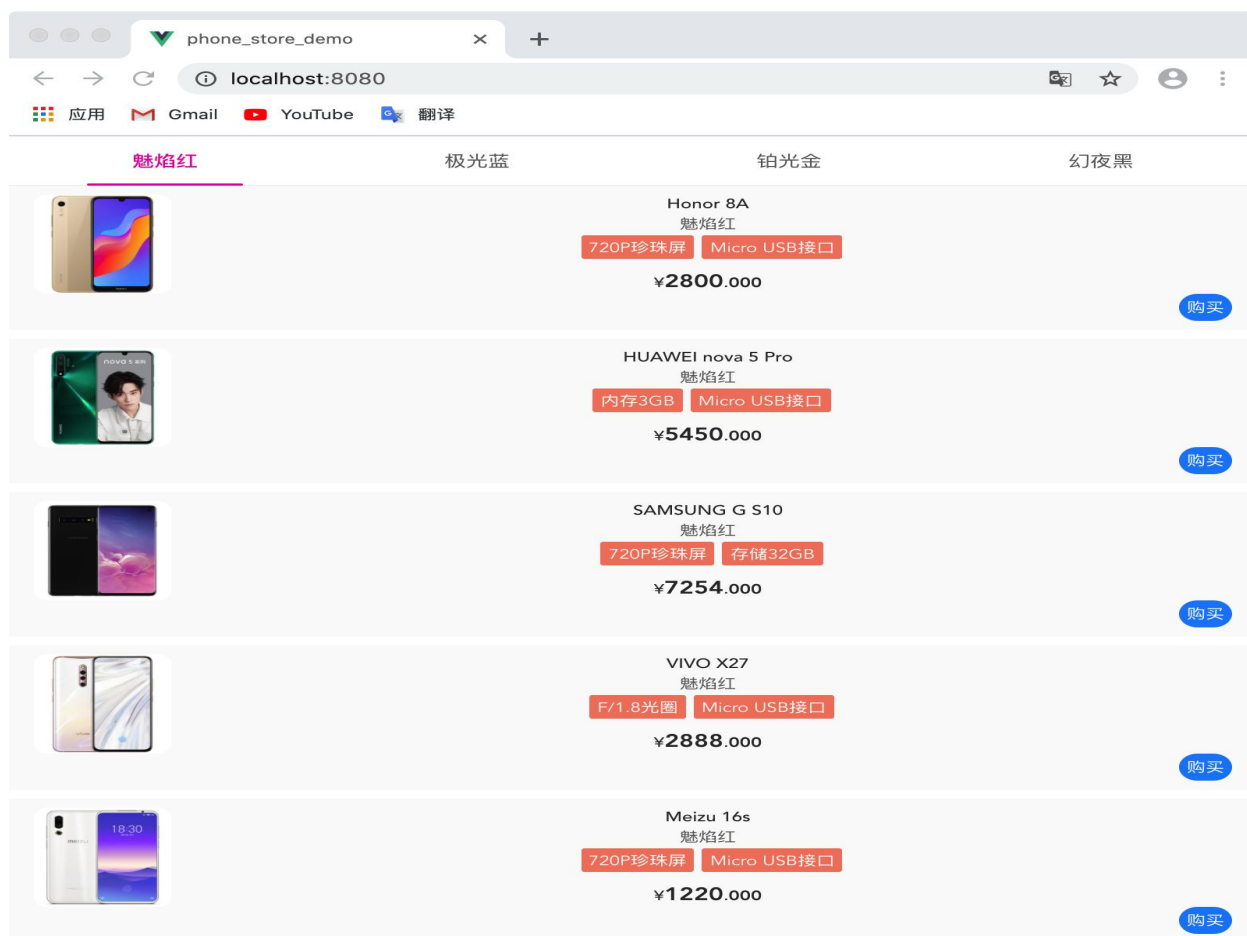 phone_store_demo
localhost:8080
应用 Gmail YouTube 翻译
魅焰红 极光蓝 铂光金 幻夜黑
Honor 8A
魅焰红
720P珍珠屏 Micro USB接口
¥2800.000
购买
nova 5 系列
HUAWEI nova 5 Pro
魅焰红
内存3GB Micro USB接口
¥5450.000
购买
SAMSUNG G S10
魅焰红
720P珍珠屏 存储32GB
¥7254.000
购买
VIVO X27
魅焰红
F/1.8光圈 Micro USB接口
¥2888.000
购买
18:30
Meizu 16s
魅焰红
720P珍珠屏 Micro USB接口
¥1220.000
购买